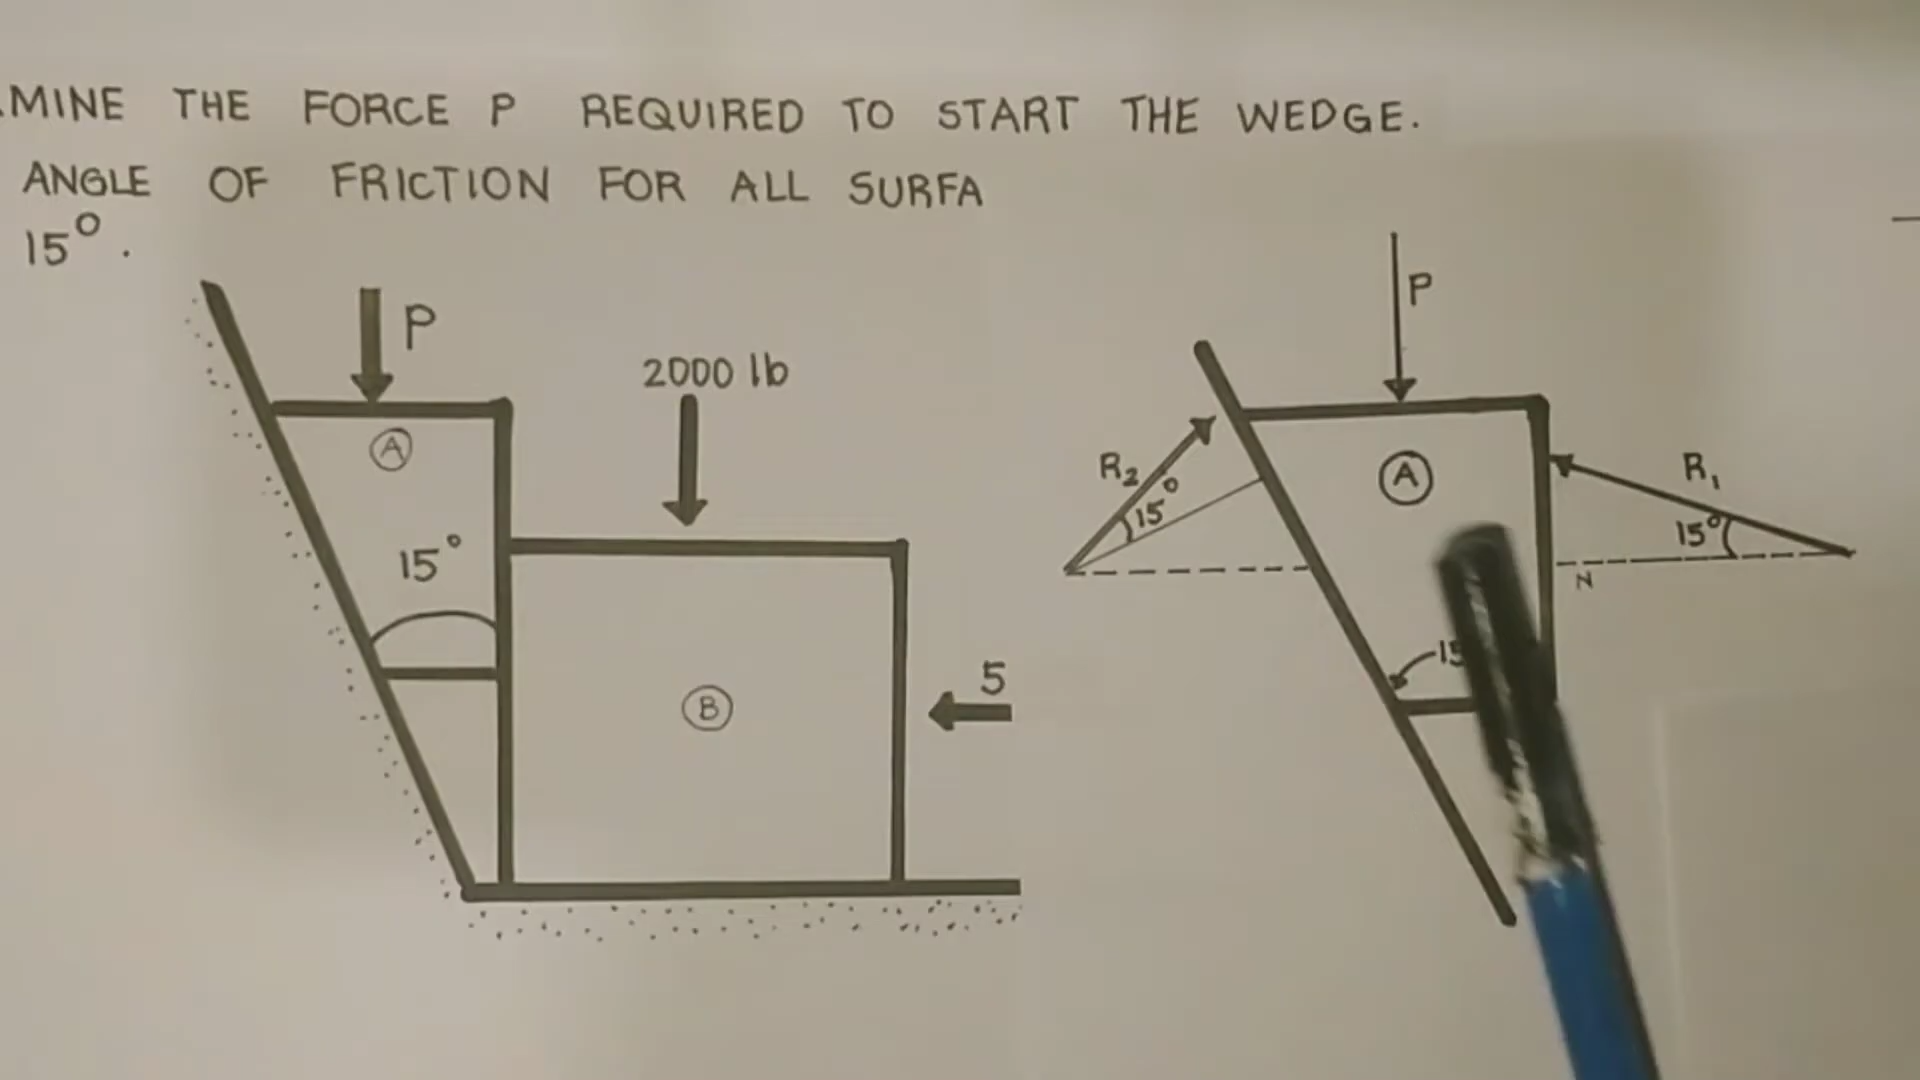 MINE THE FORCE P REQUIRED TO START THE WEDGE.
ANGLE OF FRICTION FOR ALL SURFA
15°.
P
2000 lb
A
15°
B
5
P
R2
15°
A
R1
15°
N
15